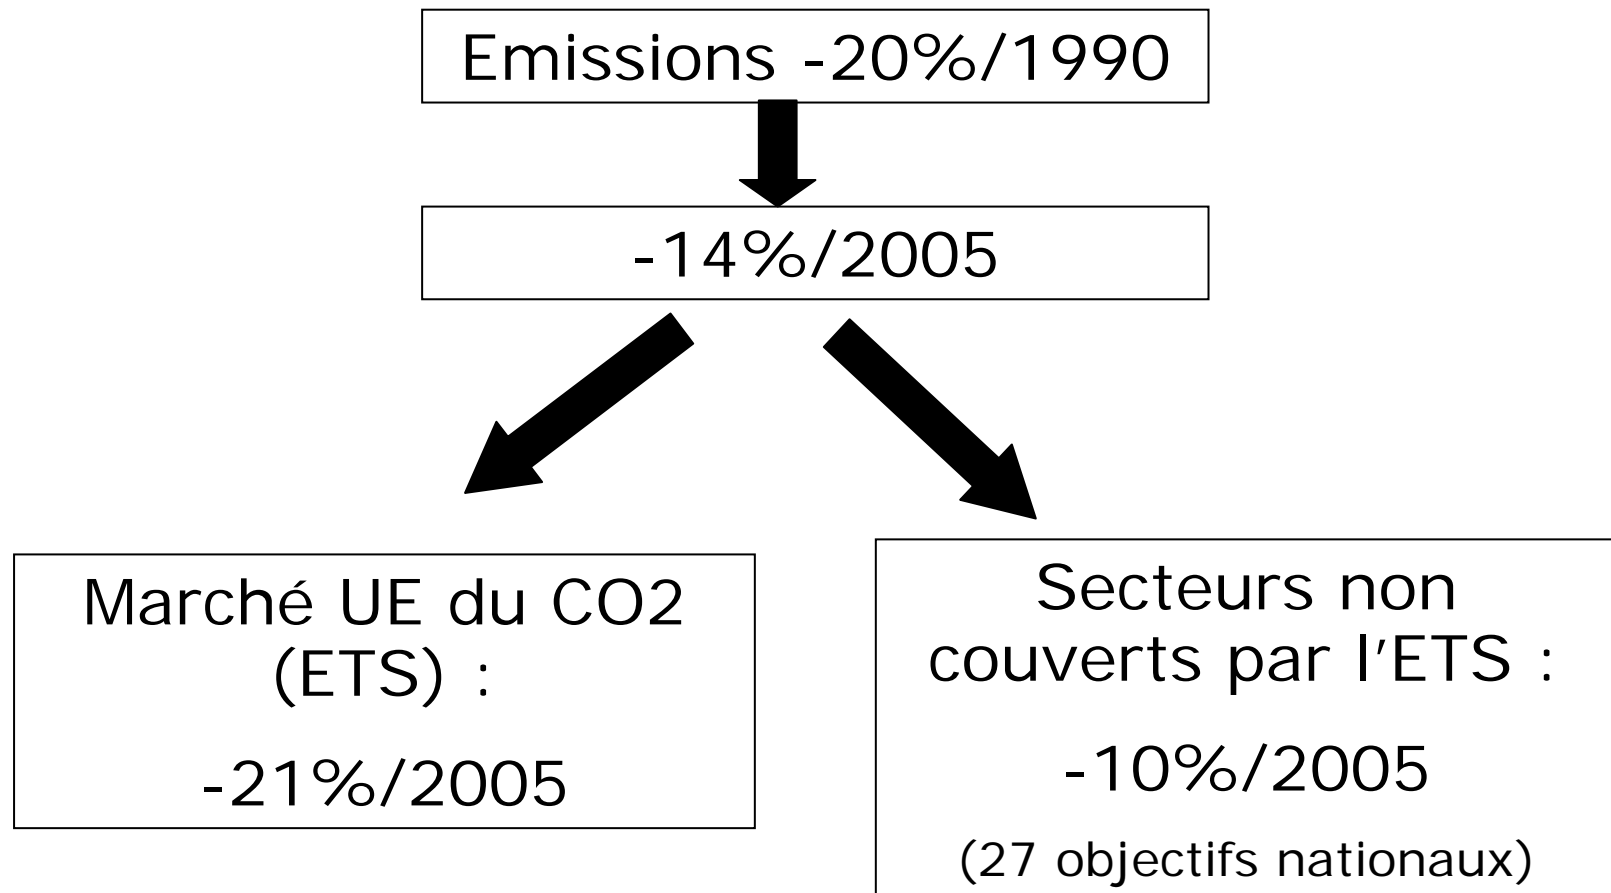 Emissions -20%/1990
-14%/2005
Marché UE du CO2
(ETS) :
-21%/2005
Secteurs non
couverts par l'ETS :
-10%/2005
(27 objectifs nationaux)